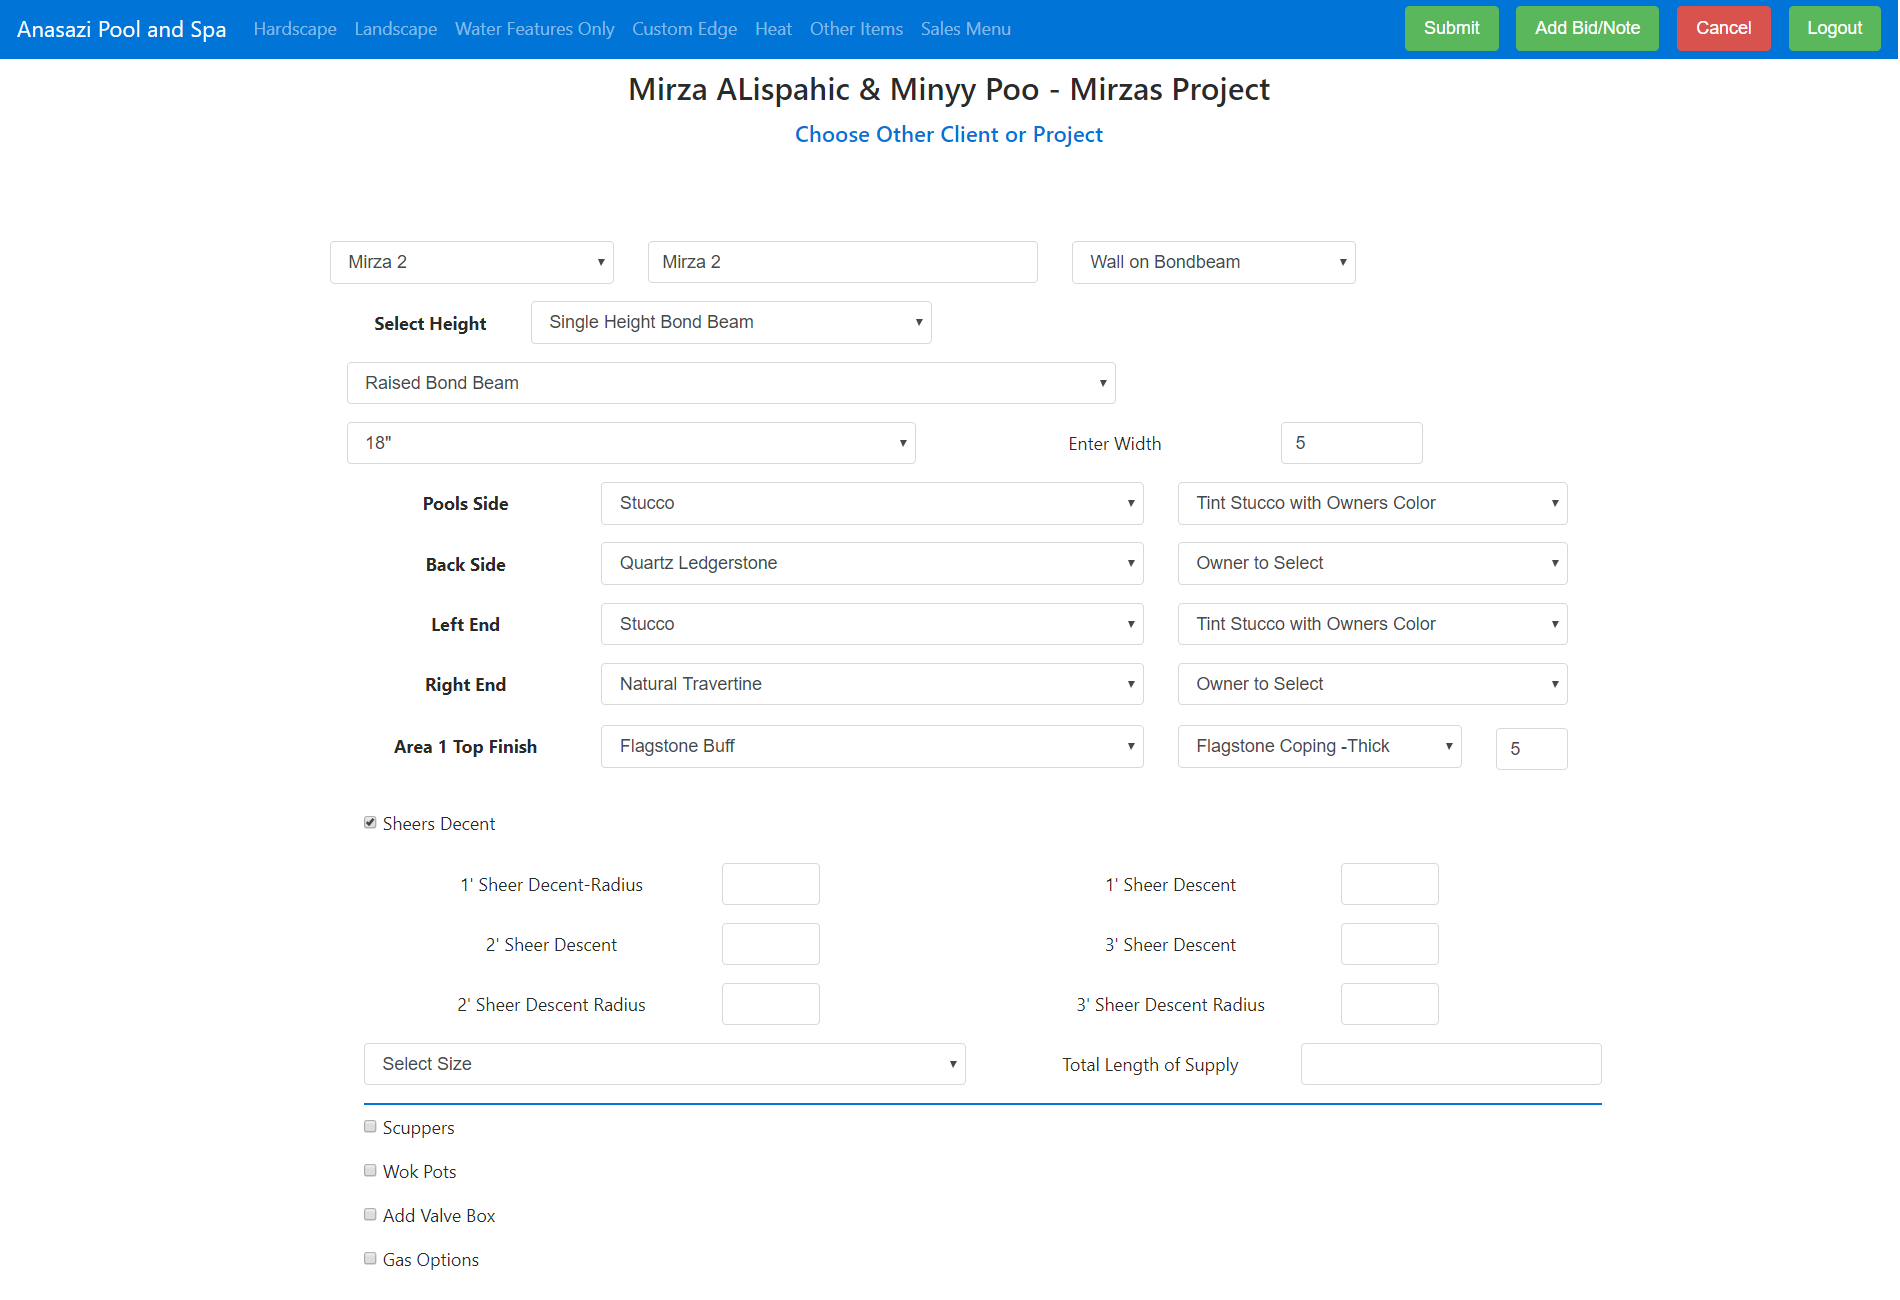 Anasazi Pool and Spa Hardscape Landscape Water Features Only Custom Edge Heat Other Items Sales Menu Submit Add Bid/Note Cancel Logout
Mirza ALispahic & Minyy Poo - Mirzas Project
Choose Other Client or Project
Mirza 2 Mirza 2 Wall on Bondbeam
Select Height Single Height Bond Beam
Raised Bond Beam
18" Enter Width 5
Pools Side Stucco Tint Stucco with Owners Color
Back Side Quartz Ledgerstone Owner to Select
Left End Stucco Tint Stucco with Owners Color
Right End Natural Travertine Owner to Select
Area 1 Top Finish Flagstone Buff Flagstone Coping -Thick 5
Sheers Decent
1' Sheer Decent-Radius 1' Sheer Descent
2' Sheer Descent 3' Sheer Descent
2' Sheer Descent Radius 3' Sheer Descent Radius
Select Size Total Length of Supply
Scuppers
Wok Pots
Add Valve Box
Gas Options